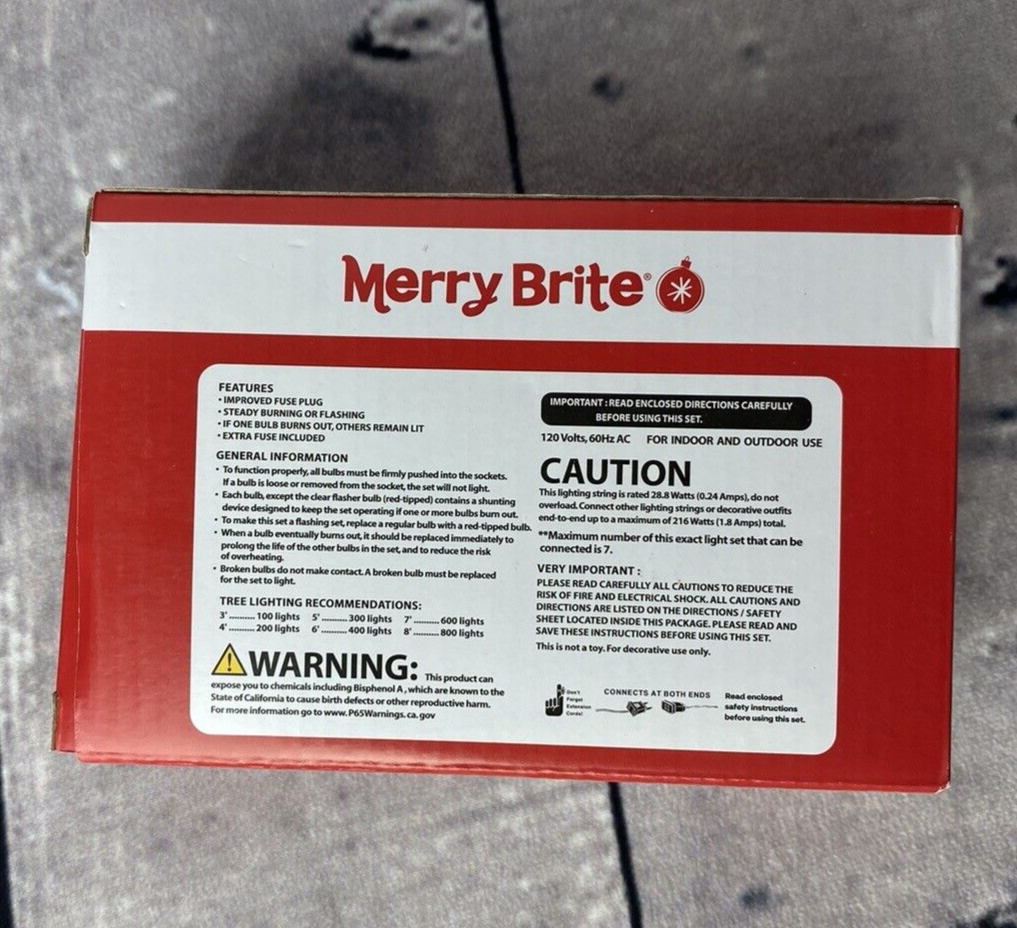 Merry Brite®
FEATURES
• IMPROVED FUSE PLUG
• STEADY BURNING OR FLASHING
• IF ONE BULB BURNS OUT, OTHERS REMAIN LIT
• EXTRA FUSE INCLUDED
GENERAL INFORMATION
• To function properly, all bulbs must be firmly pushed into the sockets.
If a bulb is loose or removed from the socket, the set will not light.
• Each bulb, except the clear flasher bulb (red-tipped) contains a shunting
device designed to keep the set operating if one or more bulbs burn out.
• To make this set a flashing set, replace a regular bulb with a red-tipped bulb.
• When a bulb eventually burns out, it should be replaced immediately to
prolong the life of the other bulbs in the set, and to reduce the risk
of overheating.
• Broken bulbs do not make contact. A broken bulb must be replaced
for the set to light.
TREE LIGHTING RECOMMENDATIONS:
3' .......... 100 lights 5' .......... 300 lights 7' .......... 600 lights
4' .......... 200 lights 6' .......... 400 lights 8' .......... 800 lights
WARNING: This product can
expose you to chemicals including Bisphenol A, which are known to the
State of California to cause birth defects or other reproductive harm.
For more information go to www.P65Warnings.ca.gov
IMPORTANT : READ ENCLOSED DIRECTIONS CAREFULLY
BEFORE USING THIS SET.
120 Volts, 60Hz AC FOR INDOOR AND OUTDOOR USE
CAUTION
This lighting string is rated 28.8 Watts (0.24 Amps), do not
overload. Connect other lighting strings or decorative outfits
end-to-end up to a maximum of 216 Watts (1.8 Amps) total.
**Maximum number of this exact light set that can be
connected is 7.
VERY IMPORTANT :
PLEASE READ CAREFULLY ALL CAUTIONS TO REDUCE THE
RISK OF FIRE AND ELECTRICAL SHOCK. ALL CAUTIONS AND
DIRECTIONS ARE LISTED ON THE DIRECTIONS / SAFETY
SHEET LOCATED INSIDE THIS PACKAGE. PLEASE READ AND
SAVE THESE INSTRUCTIONS BEFORE USING THIS SET.
This is not a toy. For decorative use only.
Don't
Forget
Extension
Cords!
CONNECTS AT BOTH ENDS
Read enclosed
safety instructions
before using this set.